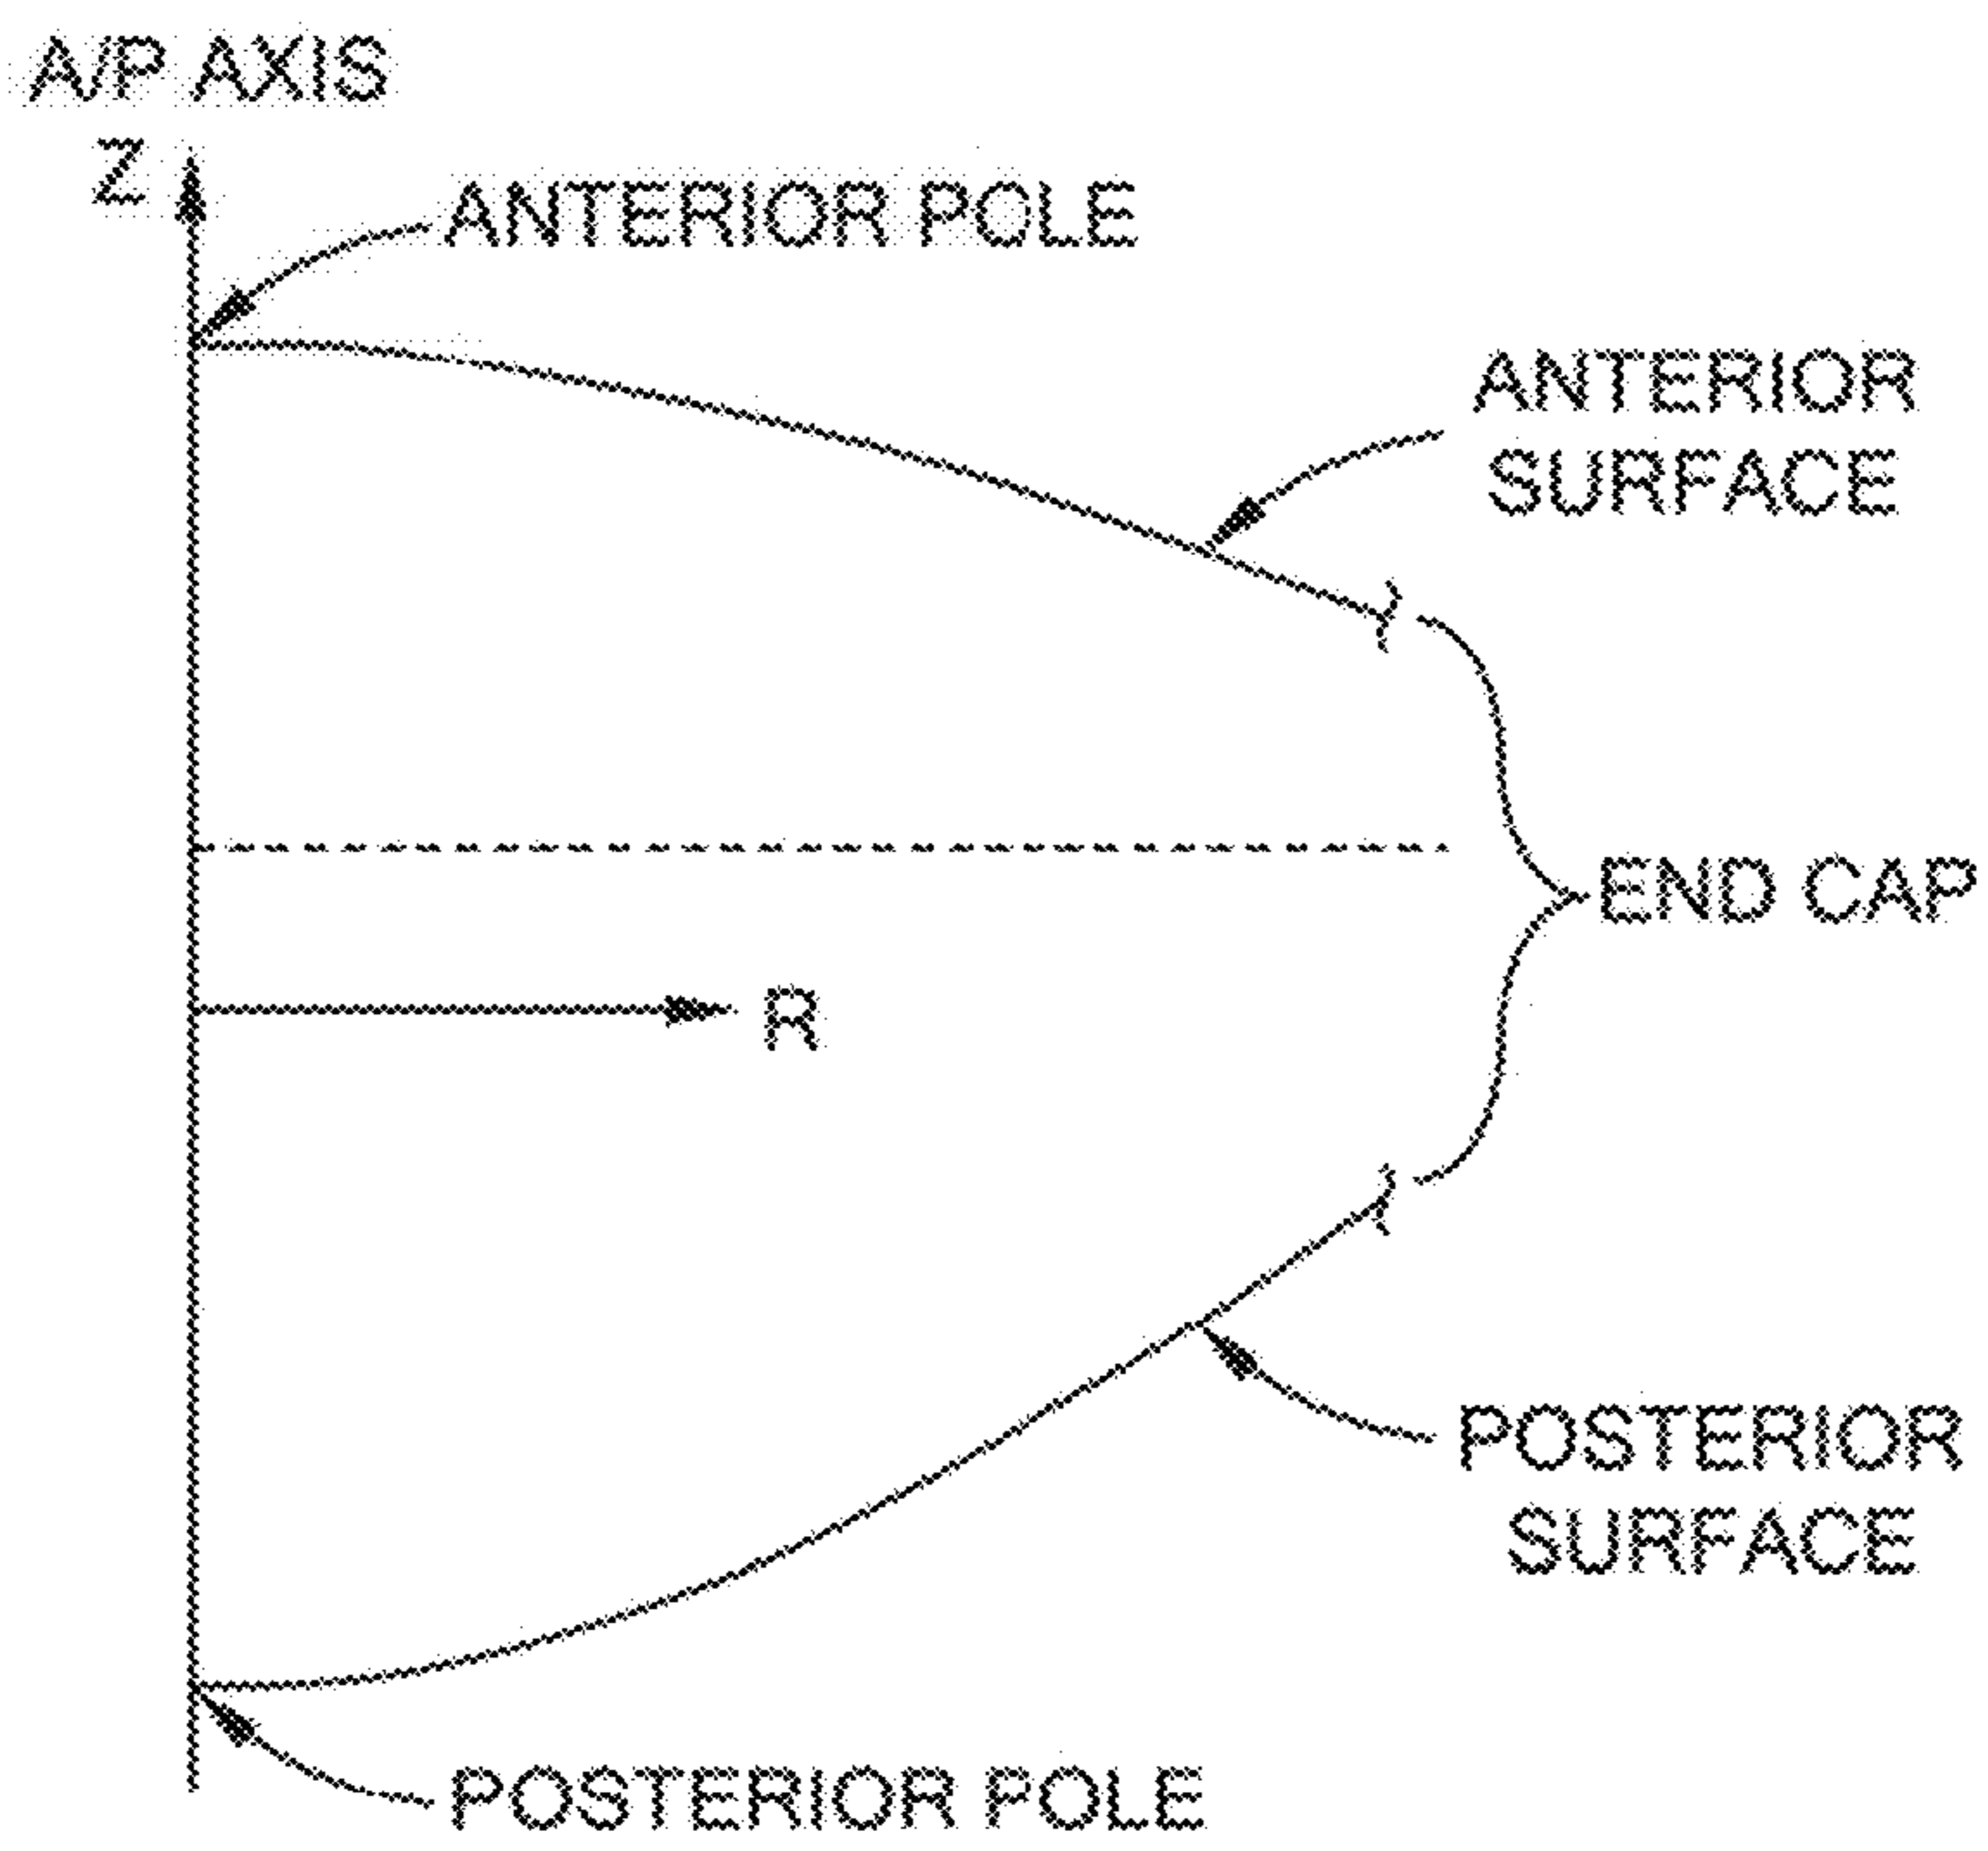 A/P AXIS
Z
ANTERIOR POLE
ANTERIOR
SURFACE
END CAP
R
POSTERIOR
SURFACE
POSTERIOR POLE